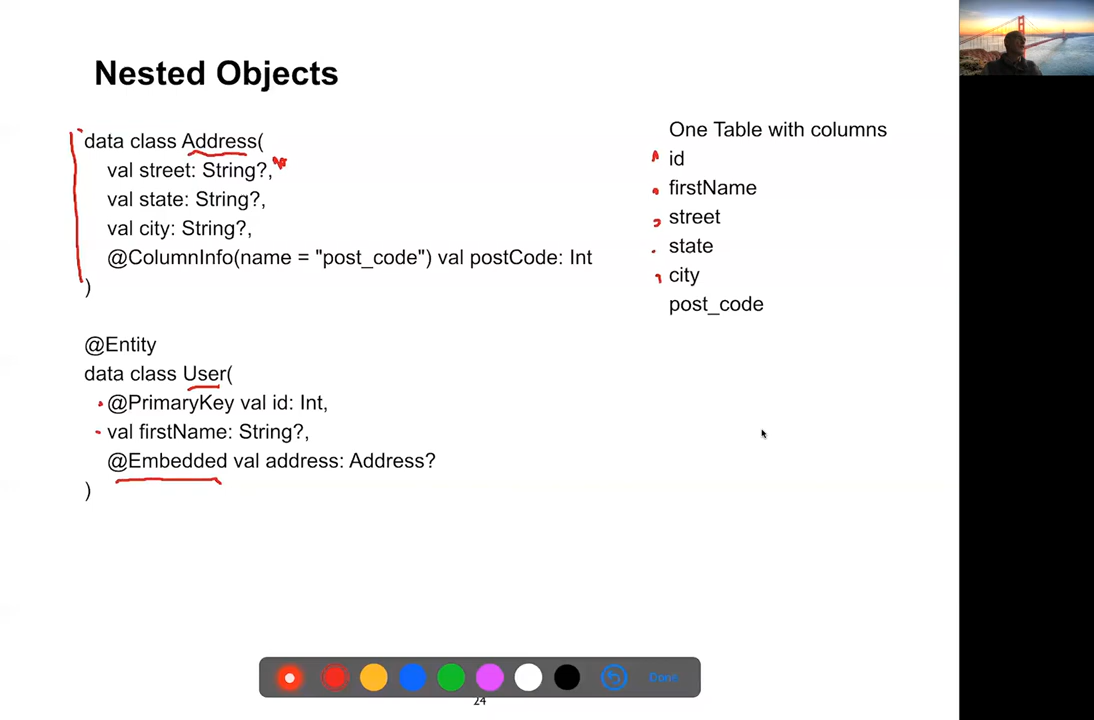 Nested Objects
data class Address(
val street: String?,
val state: String?,
val city: String?,
@ColumnInfo(name = "post_code") val postCode: Int
)
@Entity
data class User(
@PrimaryKey val id: Int,
val firstName: String?,
@Embedded val address: Address?
)
One Table with columns
id
firstName
street
state
city
post_code
Done
24